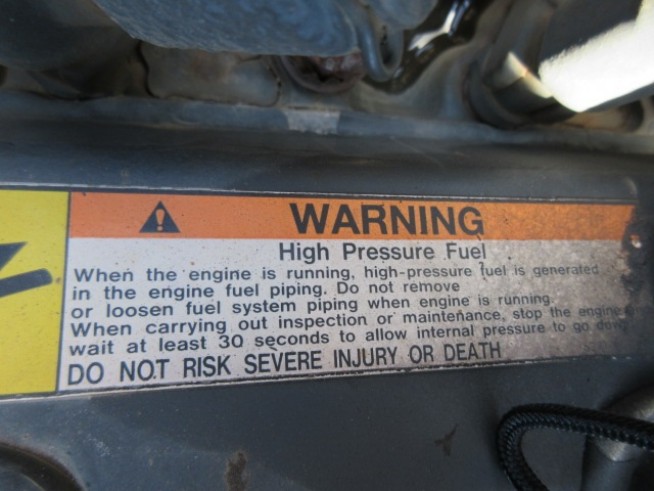 WARNING
High Pressure Fuel
When the engine is running, high-pressure fuel is generated
in the engine fuel piping. Do not remove
or loosen fuel system piping when engine is running.
When carrying out inspection or maintenance, stop the engine
wait at least 30 seconds to allow internal pressure to go down
DO NOT RISK SEVERE INJURY OR DEATH